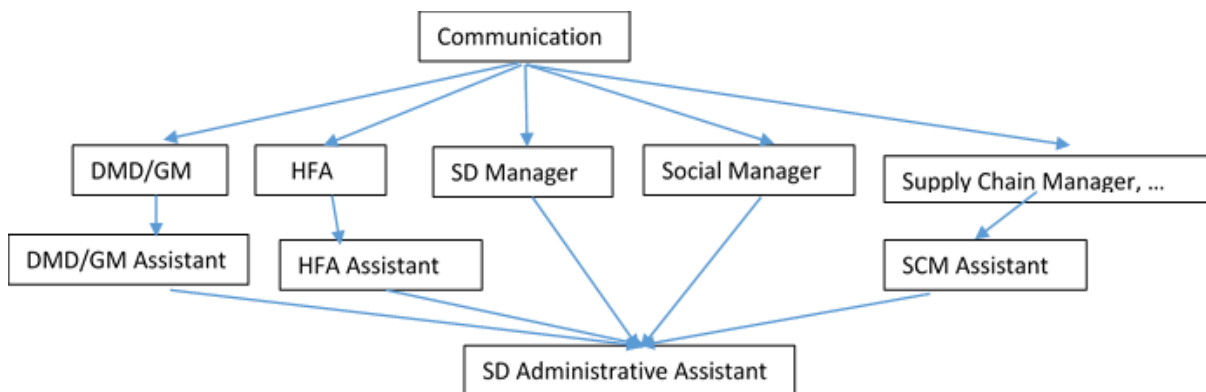 Communication
DMD/GM
HFA
SD Manager
Social Manager
Supply Chain Manager, ...
DMD/GM Assistant
HFA Assistant
SCM Assistant
SD Administrative Assistant